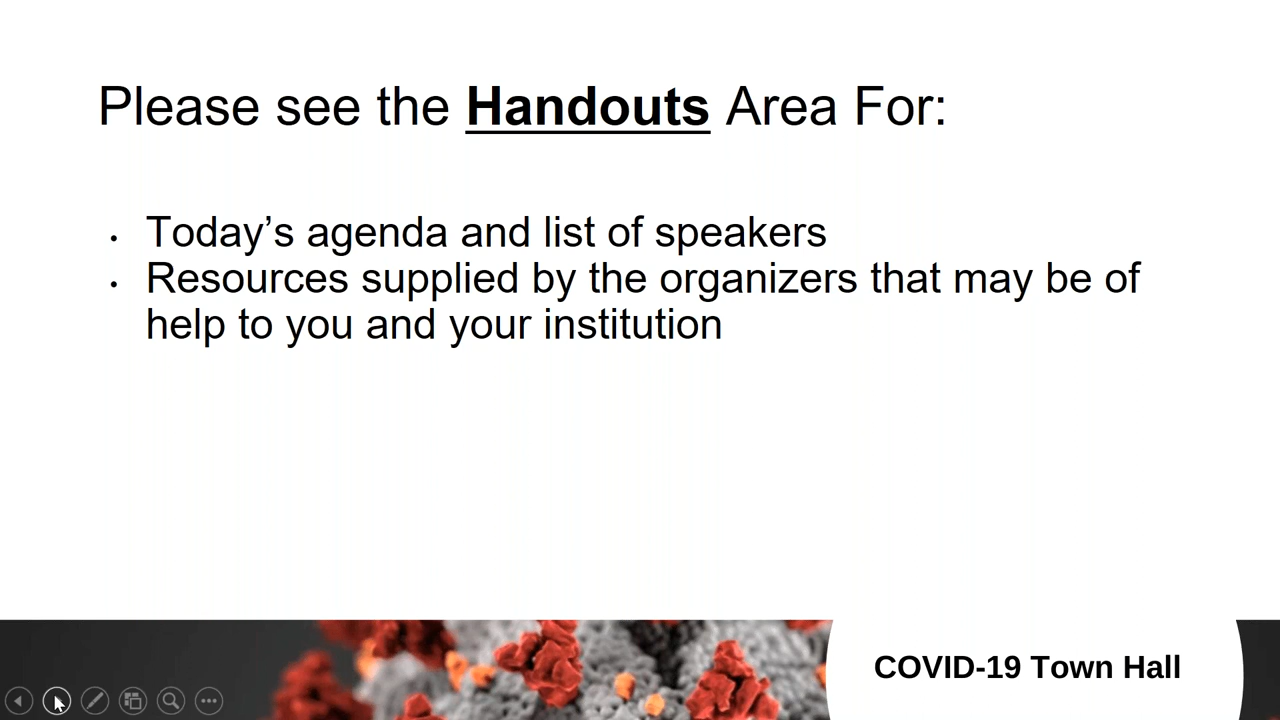 Please see the Handouts Area For:
• Today’s agenda and list of speakers
• Resources supplied by the organizers that may be of
help to you and your institution
COVID-19 Town Hall